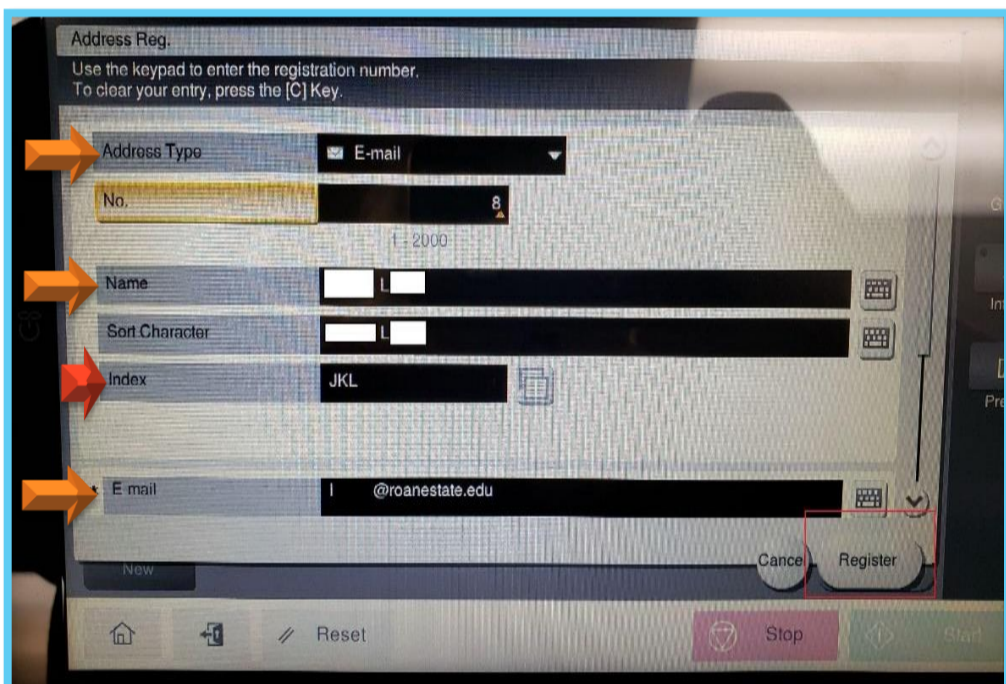 Address Reg.
Use the keypad to enter the registration number.
To clear your entry, press the [C] Key.
Address Type
E-mail
No.
8
1 - 2000
Name
L
Sort Character
L
Index
JKL
E mail
l @roanestate.edu
New
Cancel
Register
Reset
Stop
Start